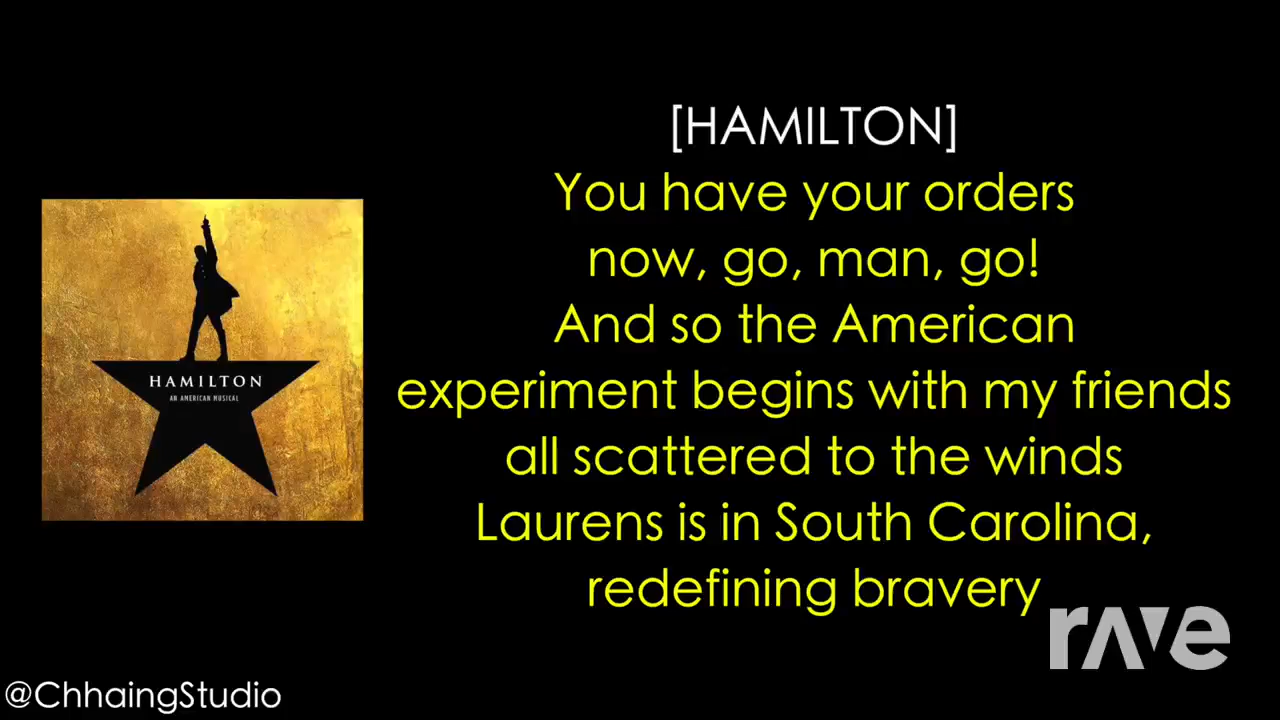 [HAMILTON]
You have your orders
now, go, man, go!
And so the American
experiment begins with my friends
all scattered to the winds
Laurens is in South Carolina,
redefining bravery
HAMILTON
AN AMERICAN MUSICAL
rave
@ChhaingStudio